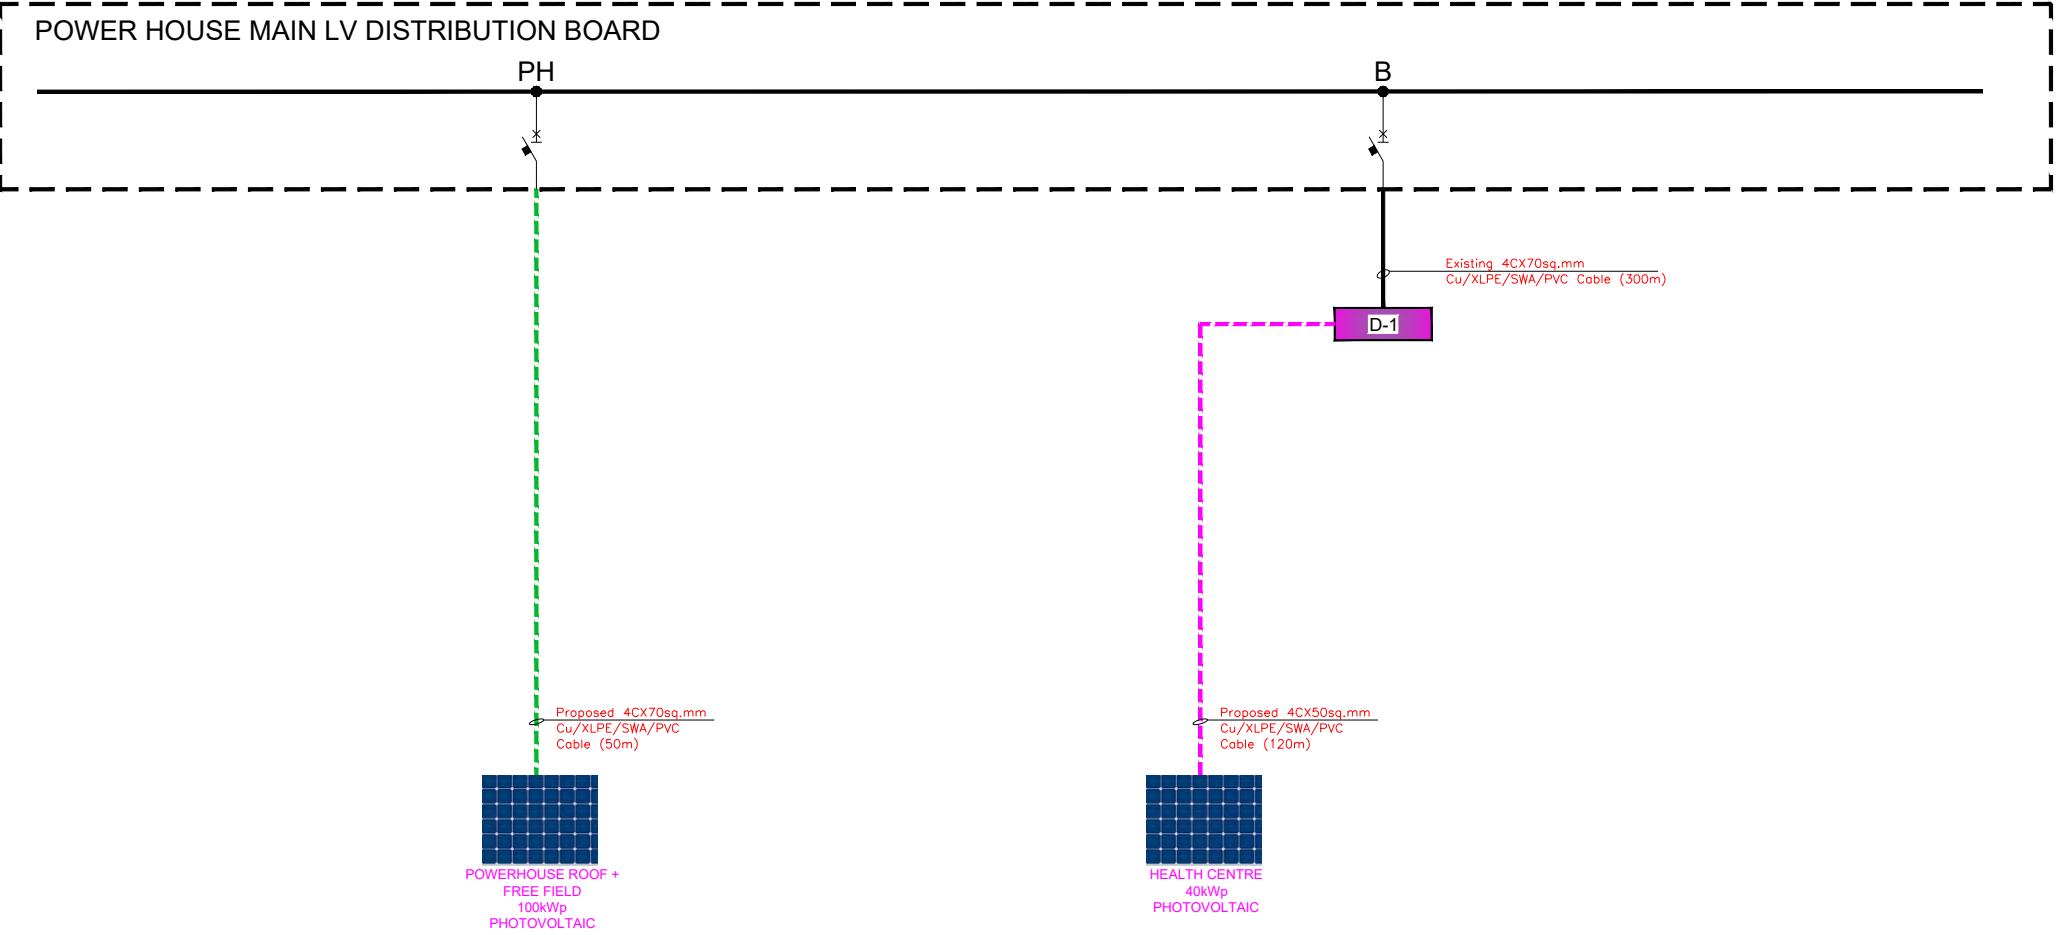 POWER HOUSE MAIN LV DISTRIBUTION BOARD
PH
B
Existing 4CX70sq.mm
Cu/XLPE/SWA/PVC Cable (300m)
D-1
Proposed 4CX70sq.mm
Cu/XLPE/SWA/PVC
Cable (50m)
Proposed 4CX50sq.mm
Cu/XLPE/SWA/PVC
Cable (120m)
POWERHOUSE ROOF +
FREE FIELD
100kWp
PHOTOVOLTAIC
HEALTH CENTRE
40kWp
PHOTOVOLTAIC